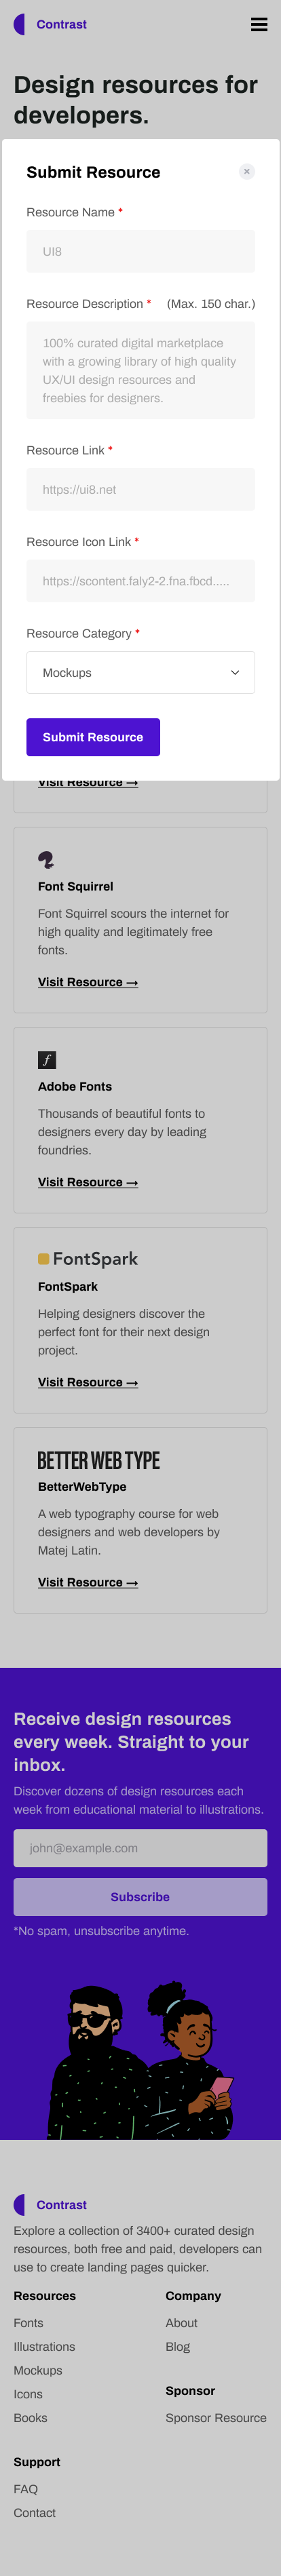 Contrast
Design resources for
developers.
Submit Resource
Resource Name *
UI8
Resource Description * (Max. 150 char.)
100% curated digital marketplace
with a growing library of high quality
UX/UI design resources and
freebies for designers.
Resource Link *
https://ui8.net
Resource Icon Link *
https://scontent.faly2-2.fna.fbcd.....
Resource Category *
Mockups
Submit Resource
Visit Resource →
Font Squirrel
Font Squirrel scours the internet for
high quality and legitimately free
fonts.
Visit Resource →
f
Adobe Fonts
Thousands of beautiful fonts to
designers every day by leading
foundries.
Visit Resource →
FontSpark
FontSpark
Helping designers discover the
perfect font for their next design
project.
Visit Resource →
BETTER WEB TYPE
BetterWebType
A web typography course for web
designers and web developers by
Matej Latin.
Visit Resource →
Receive design resources
every week. Straight to your
inbox.
Discover dozens of design resources each
week from educational material to illustrations.
john@example.com
Subscribe
*No spam, unsubscribe anytime.
Contrast
Explore a collection of 3400+ curated design
resources, both free and paid, developers can
use to create landing pages quicker.
Resources
Fonts
Illustrations
Mockups
Icons
Books
Company
About
Blog
Sponsor
Sponsor Resource
Support
FAQ
Contact